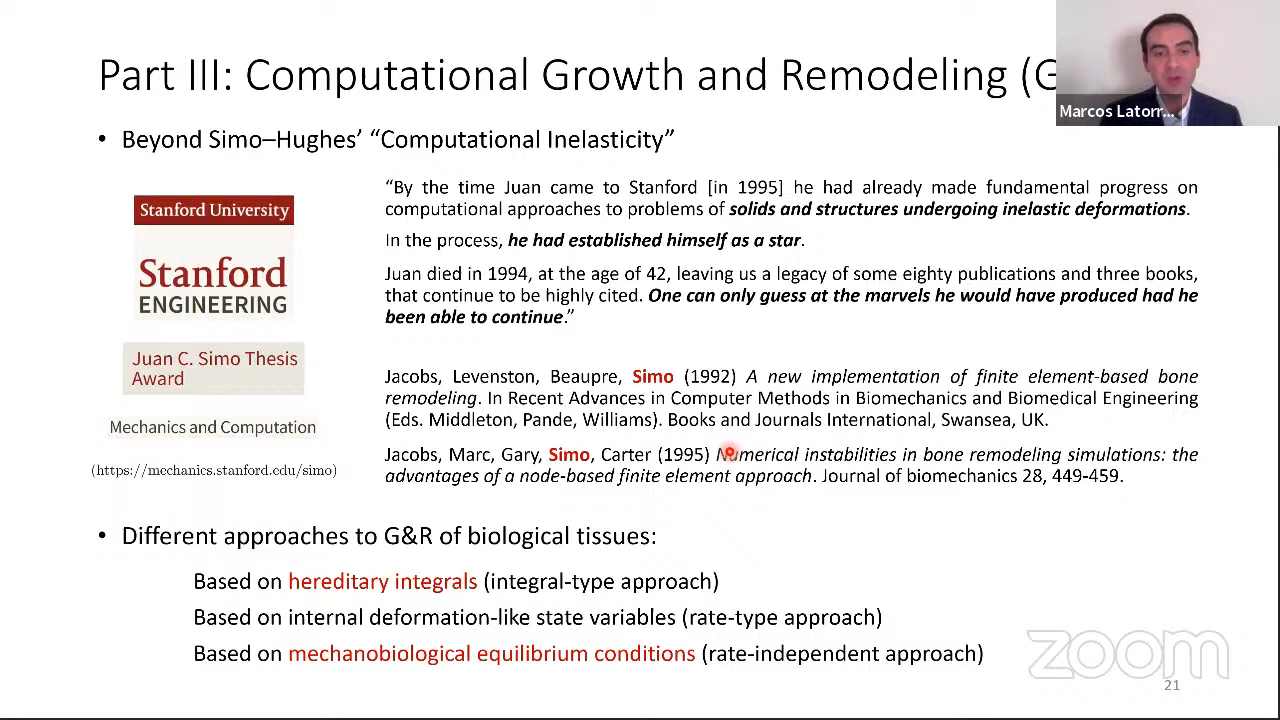 Part III: Computational Growth and Remodeling (G
Marcos Latorr...
• Beyond Simo–Hughes’ “Computational Inelasticity”
Stanford University
Stanford
ENGINEERING
Juan C. Simo Thesis
Award
Mechanics and Computation
(https://mechanics.stanford.edu/simo)
“By the time Juan came to Stanford [in 1995] he had already made fundamental progress on
computational approaches to problems of solids and structures undergoing inelastic deformations.
In the process, he had established himself as a star.
Juan died in 1994, at the age of 42, leaving us a legacy of some eighty publications and three books,
that continue to be highly cited. One can only guess at the marvels he would have produced had he
been able to continue.”
Jacobs, Levenston, Beaupre, Simo (1992) A new implementation of finite element-based bone
remodeling. In Recent Advances in Computer Methods in Biomechanics and Biomedical Engineering
(Eds. Middleton, Pande, Williams). Books and Journals International, Swansea, UK.
Jacobs, Marc, Gary, Simo, Carter (1995) Numerical instabilities in bone remodeling simulations: the
advantages of a node-based finite element approach. Journal of biomechanics 28, 449-459.
• Different approaches to G&R of biological tissues:
Based on hereditary integrals (integral-type approach)
Based on internal deformation-like state variables (rate-type approach)
Based on mechanobiological equilibrium conditions (rate-independent approach)
zoom
21